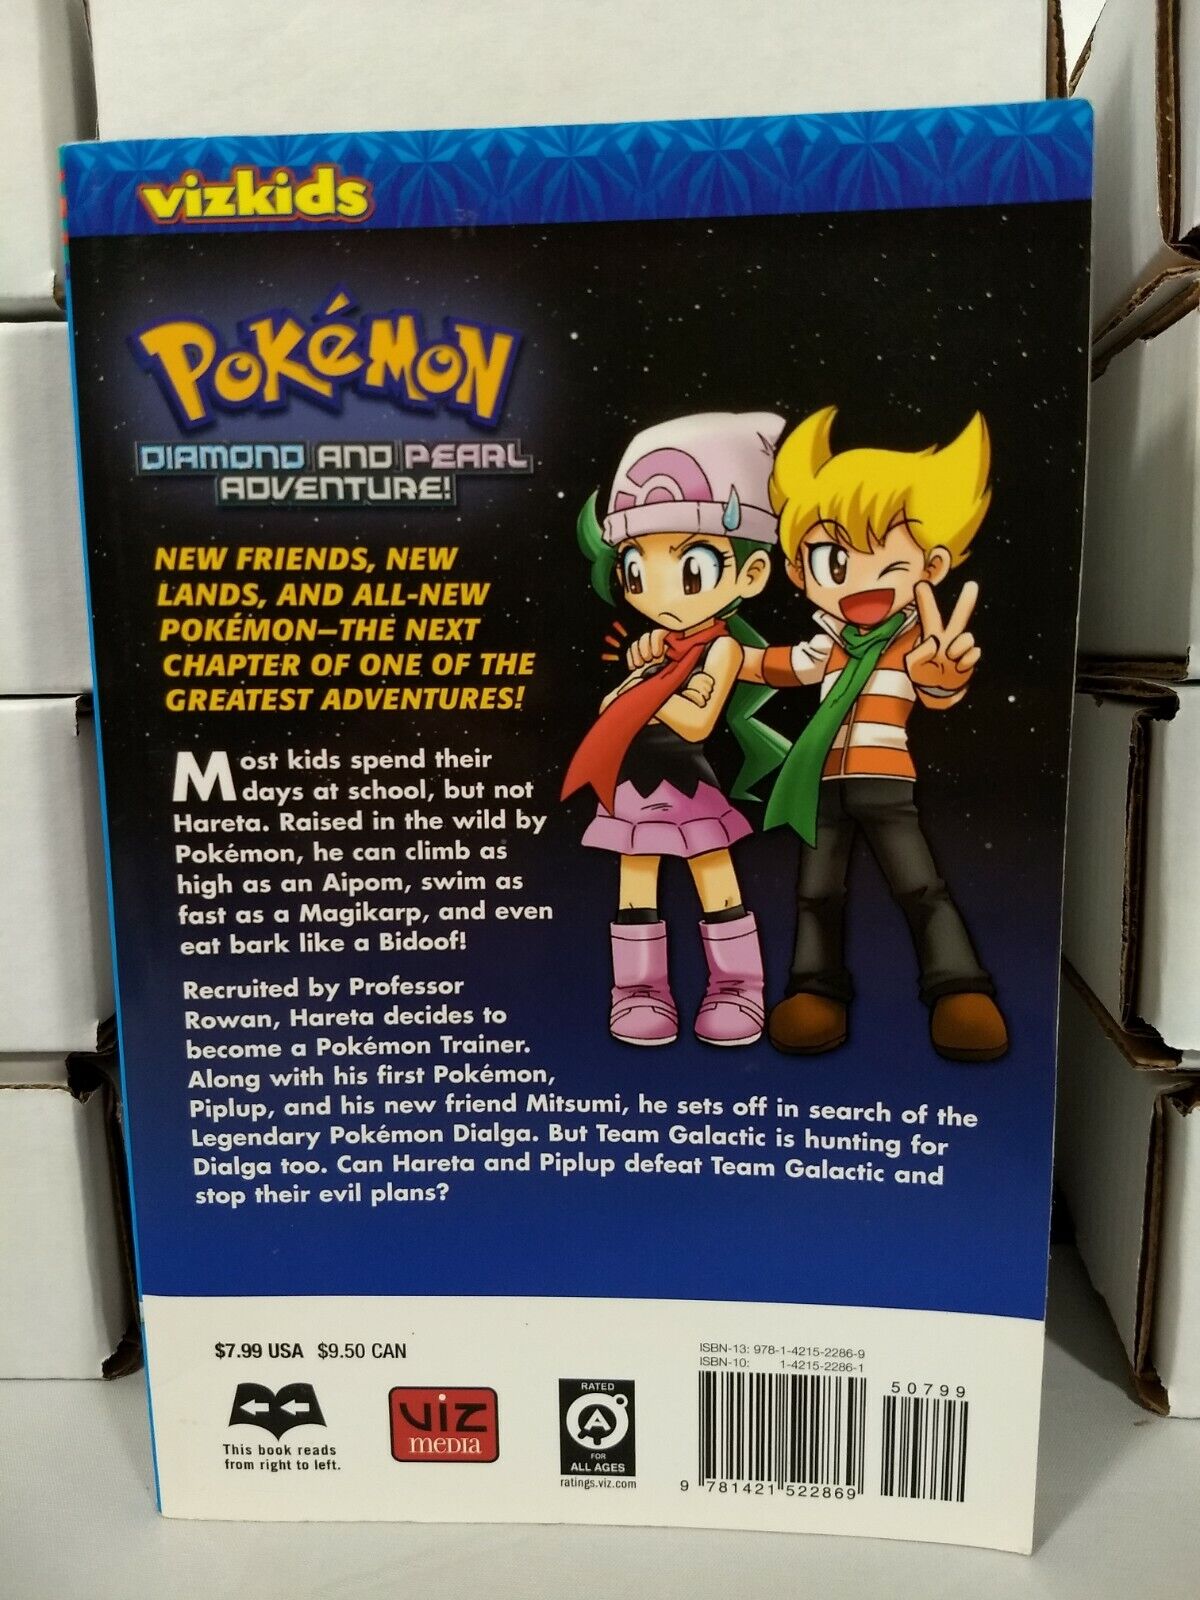 vizkids
POKéMON
DIAMOND AND PEARL
ADVENTURE!
NEW FRIENDS, NEW
LANDS, AND ALL-NEW
POKÉMON—THE NEXT
CHAPTER OF ONE OF THE
GREATEST ADVENTURES!
Most kids spend their
days at school, but not
Hareta. Raised in the wild by
Pokémon, he can climb as
high as an Aipom, swim as
fast as a Magikarp, and even
eat bark like a Bidoof!
Recruited by Professor
Rowan, Hareta decides to
become a Pokémon Trainer.
Along with his first Pokémon,
Piplup, and his new friend Mitsumi, he sets off in search of the
Legendary Pokémon Dialga. But Team Galactic is hunting for
Dialga too. Can Hareta and Piplup defeat Team Galactic and
stop their evil plans?
$7.99 USA $9.50 CAN
This book reads
from right to left.
VIZ
MEDIA
RATED
A
FOR
ALL AGES
ratings.viz.com
ISBN-13: 978-1-4215-2286-9
ISBN-10: 1-4215-2286-1
50799
9 781421 522869